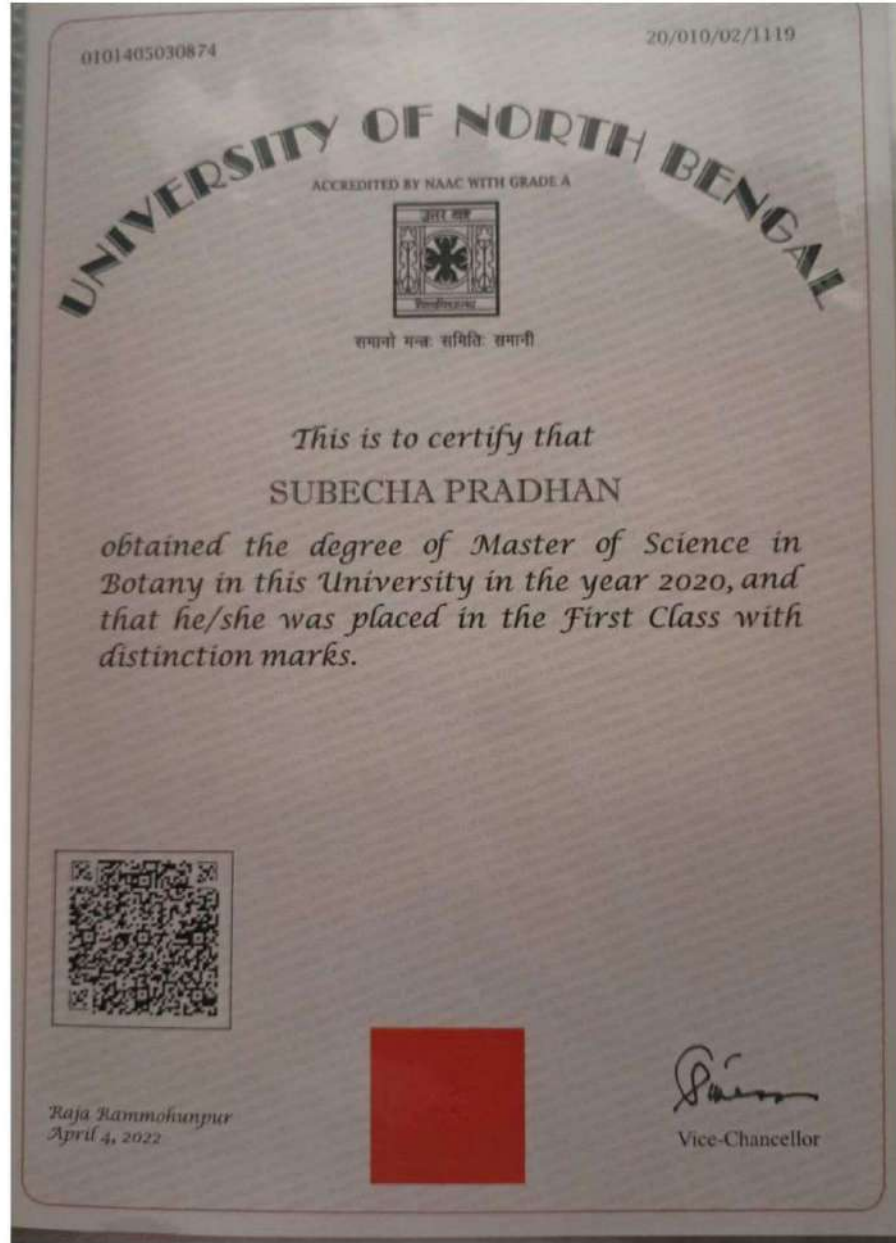 0101405030874
20/010/02/1119
UNIVERSITY OF NORTH BENGAL
ACCREDITED BY NAAC WITH GRADE A
समानो मन्त्रः समितिः समानी
This is to certify that
SUBECHA PRADHAN
obtained the degree of Master of Science in
Botany in this University in the year 2020, and
that he/she was placed in the First Class with
distinction marks.
Raja Rammohunpur
April 4, 2022
Vice-Chancellor